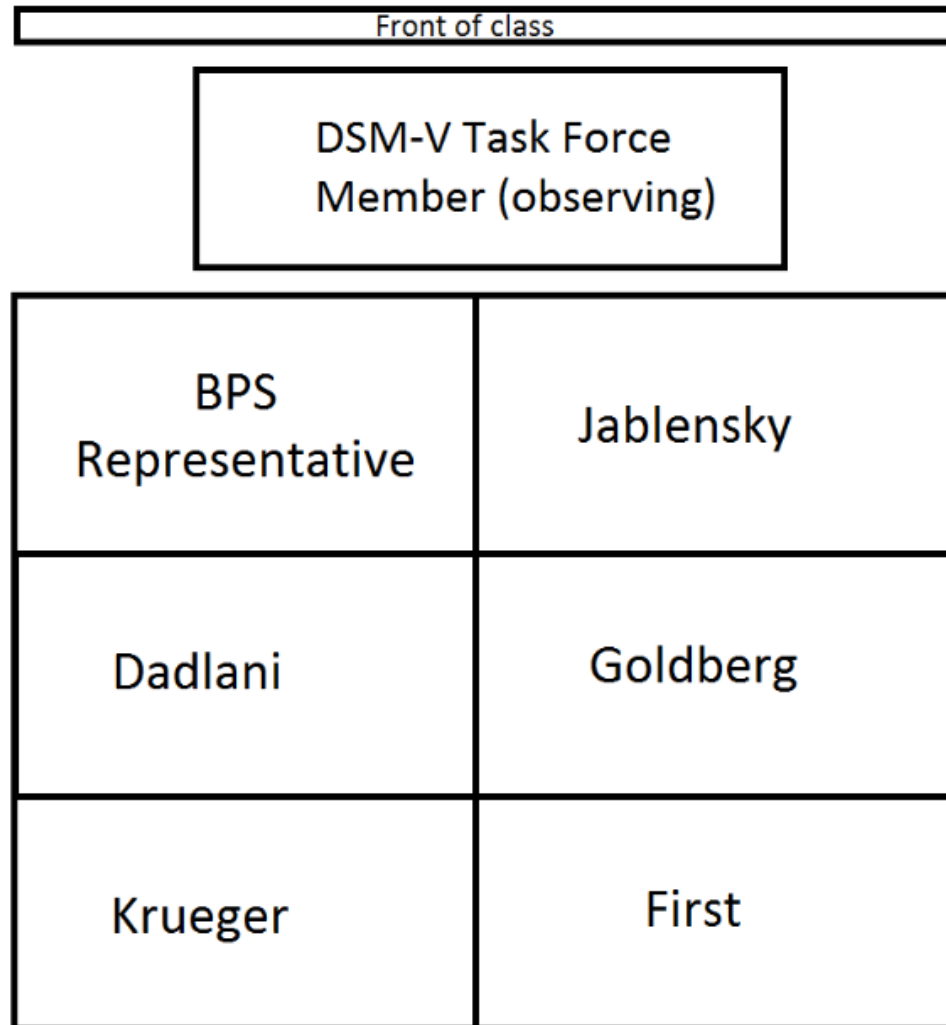 Front of class
DSM-V Task Force
Member (observing)
BPS
Representative
Jablensky
Dadlani
Goldberg
Krueger
First